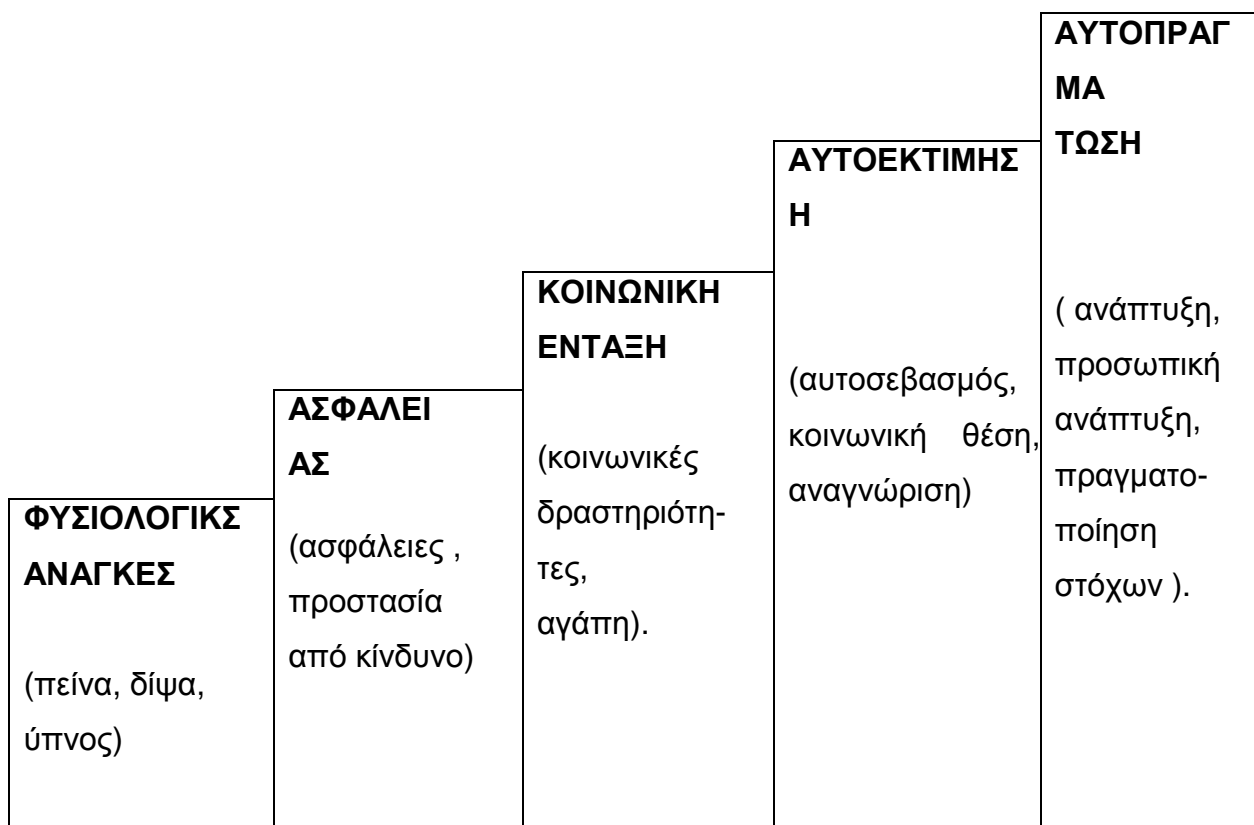 ΦΥΣΙΟΛΟΓΙΚΣ
ΑΝΑΓΚΕΣ
(πείνα, δίψα,
ύπνος)
ΑΣΦΑΛΕΙ
ΑΣ
(ασφάλειες ,
προστασία
από κίνδυνο)
ΚΟΙΝΩΝΙΚΗ
ΕΝΤΑΞΗ
(κοινωνικές
δραστηριότη-
τες,
αγάπη).
ΑΥΤΟΕΚΤΙΜΗΣ
Η
(αυτοσεβασμός,
κοινωνική θέση,
αναγνώριση)
ΑΥΤΟΠΡΑΓ
ΜΑ
ΤΩΣΗ
( ανάπτυξη,
προσωπική
ανάπτυξη,
πραγματο-
ποίηση
στόχων ).